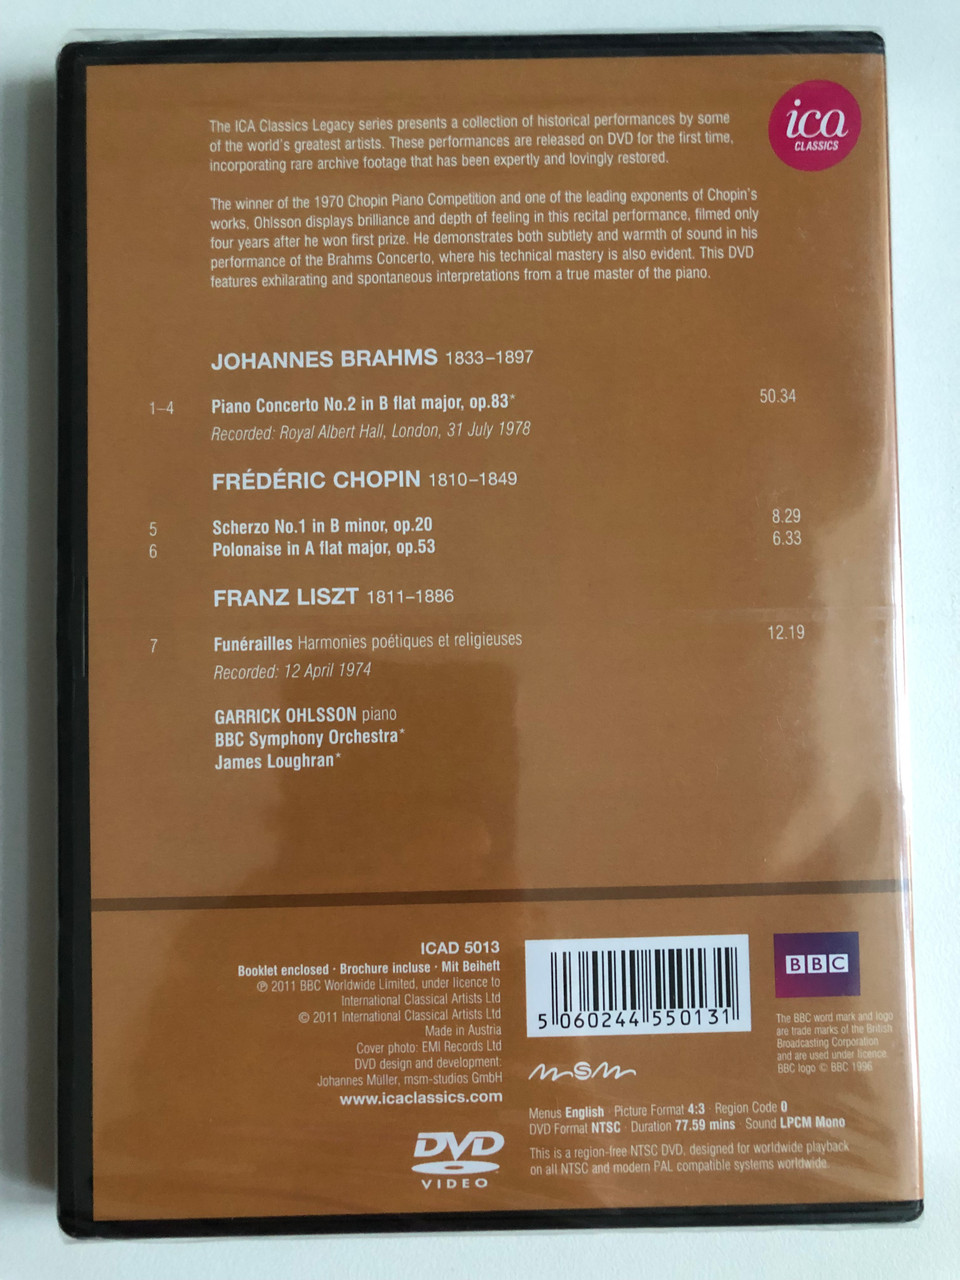 ica
CLASSICS
The ICA Classics Legacy series presents a collection of historical performances by some
of the world's greatest artists. These performances are released on DVD for the first time,
incorporating rare archive footage that has been expertly and lovingly restored.
The winner of the 1970 Chopin Piano Competition and one of the leading exponents of Chopin's
works, Ohlsson displays brilliance and depth of feeling in this recital performance, filmed only
four years after he won first prize. He demonstrates both subtlety and warmth of sound in his
performance of the Brahms Concerto, where his technical mastery is also evident. This DVD
features exhilarating and spontaneous interpretations from a true master of the piano.
JOHANNES BRAHMS 1833–1897
1–4 Piano Concerto No.2 in B flat major, op.83* 50.34
Recorded: Royal Albert Hall, London, 31 July 1978
FRÉDÉRIC CHOPIN 1810–1849
5 Scherzo No.1 in B minor, op.20 8.29
6 Polonaise in A flat major, op.53 6.33
FRANZ LISZT 1811–1886
7 Funérailles Harmonies poétiques et religieuses 12.19
Recorded: 12 April 1974
GARRICK OHLSSON piano
BBC Symphony Orchestra*
James Loughran*
ICAD 5013
Booklet enclosed · Brochure incluse · Mit Beiheft
℗ 2011 BBC Worldwide Limited, under licence to
International Classical Artists Ltd
© 2011 International Classical Artists Ltd
Made in Austria
Cover photo: EMI Records Ltd
DVD design and development:
Johannes Müller, msm-studios GmbH
www.icaclassics.com
DVD
VIDEO
5 060244 550131
BBC
The BBC word mark and logo
are trade marks of the British
Broadcasting Corporation
and are used under licence.
BBC logo © BBC 1996
msm
Menus English · Picture Format 4:3 · Region Code 0
DVD Format NTSC · Duration 77.59 mins · Sound LPCM Mono
This is a region-free NTSC DVD, designed for worldwide playback
on all NTSC and modern PAL compatible systems worldwide.